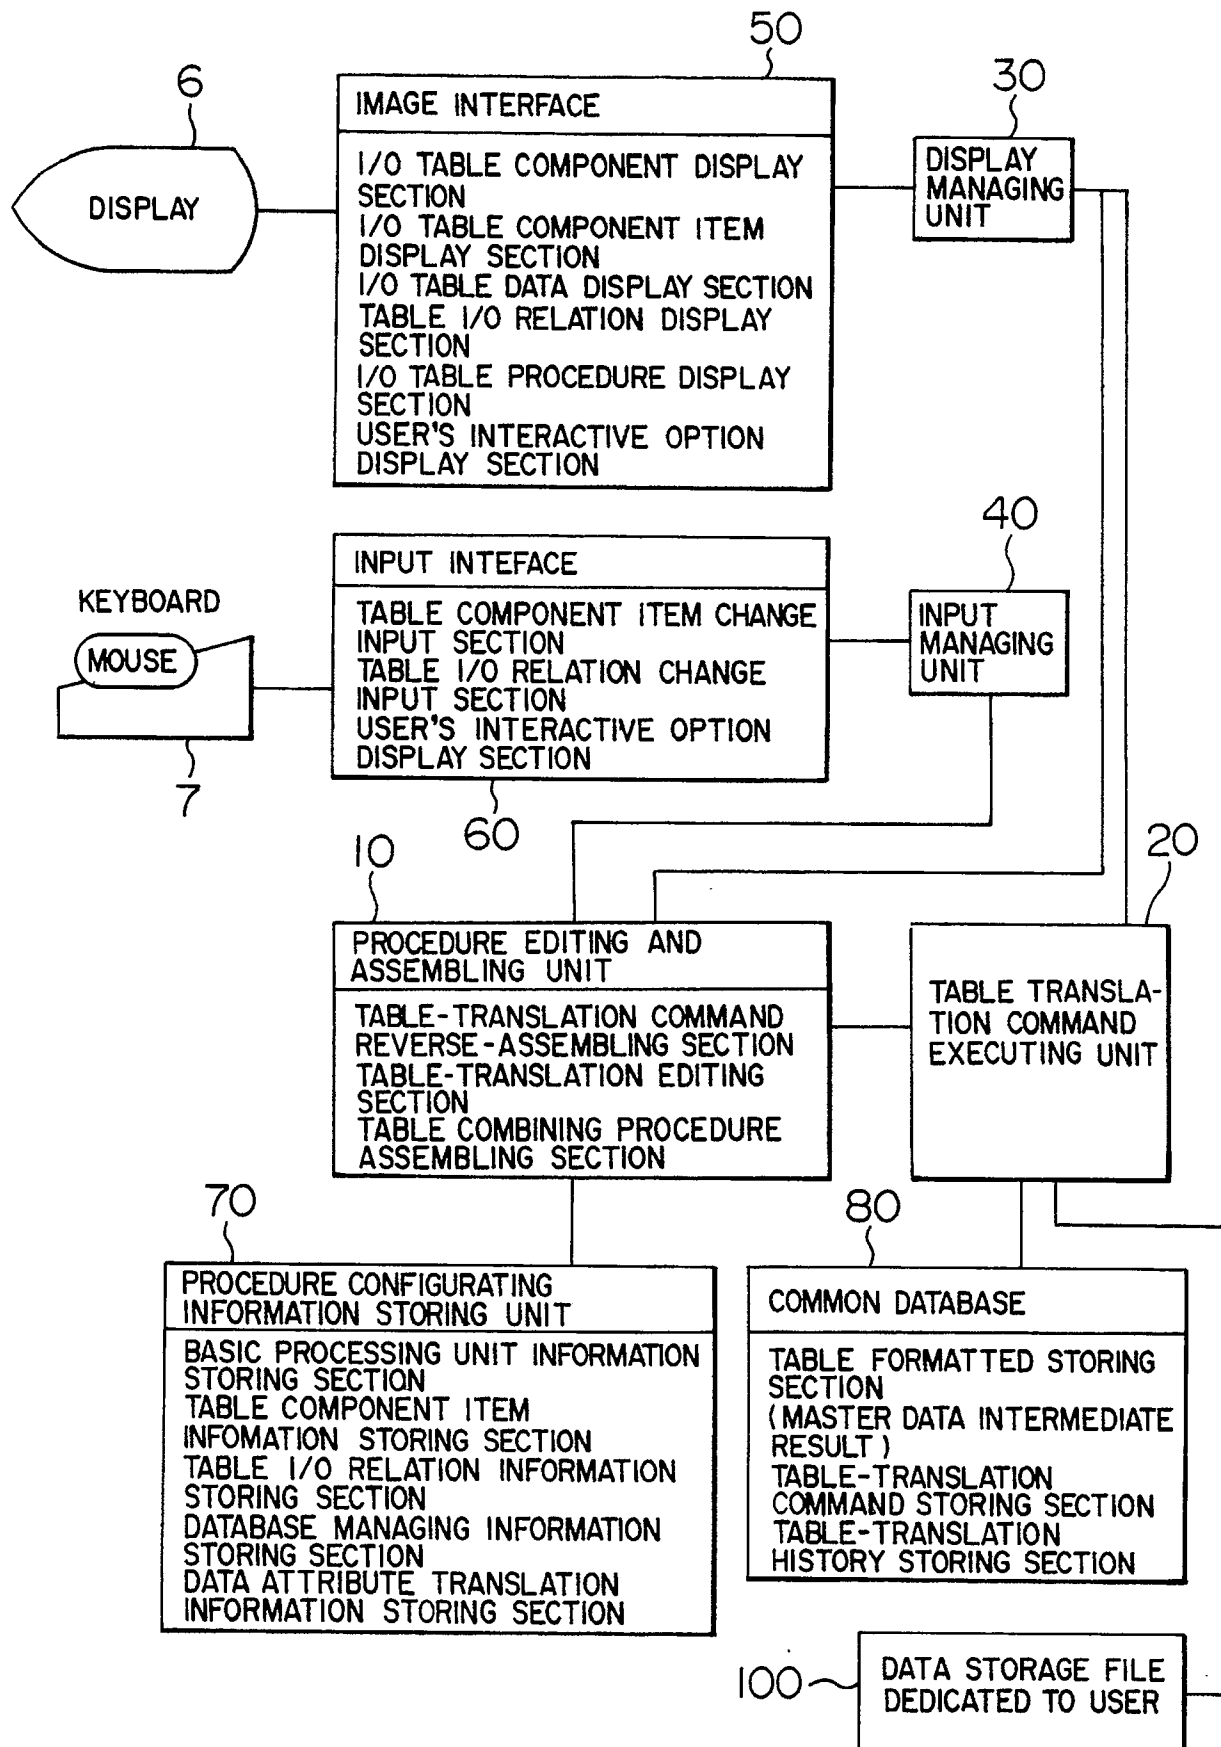 50
6
30
IMAGE INTERFACE
I/O TABLE COMPONENT DISPLAY
SECTION
I/O TABLE COMPONENT ITEM
DISPLAY SECTION
I/O TABLE DATA DISPLAY SECTION
TABLE I/O RELATION DISPLAY
SECTION
I/O TABLE PROCEDURE DISPLAY
SECTION
USER'S INTERACTIVE OPTION
DISPLAY SECTION
DISPLAY
DISPLAY
MANAGING
UNIT
40
INPUT INTEFACE
TABLE COMPONENT ITEM CHANGE
INPUT SECTION
TABLE I/O RELATION CHANGE
INPUT SECTION
USER'S INTERACTIVE OPTION
DISPLAY SECTION
KEYBOARD
MOUSE
7
INPUT
MANAGING
UNIT
60
10
20
PROCEDURE EDITING AND
ASSEMBLING UNIT
TABLE-TRANSLATION COMMAND
REVERSE-ASSEMBLING SECTION
TABLE-TRANSLATION EDITING
SECTION
TABLE COMBINING PROCEDURE
ASSEMBLING SECTION
TABLE TRANSLA-
TION COMMAND
EXECUTING UNIT
70
80
PROCEDURE CONFIGURATING
INFORMATION STORING UNIT
BASIC PROCESSING UNIT INFORMATION
STORING SECTION
TABLE COMPONENT ITEM
INFOMATION STORING SECTION
TABLE I/O RELATION INFORMATION
STORING SECTION
DATABASE MANAGING INFORMATION
STORING SECTION
DATA ATTRIBUTE TRANSLATION
INFORMATION STORING SECTION
COMMON DATABASE
TABLE FORMATTED STORING
SECTION
(MASTER DATA INTERMEDIATE
RESULT)
TABLE-TRANSLATION
COMMAND STORING SECTION
TABLE-TRANSLATION
HISTORY STORING SECTION
100
DATA STORAGE FILE
DEDICATED TO USER